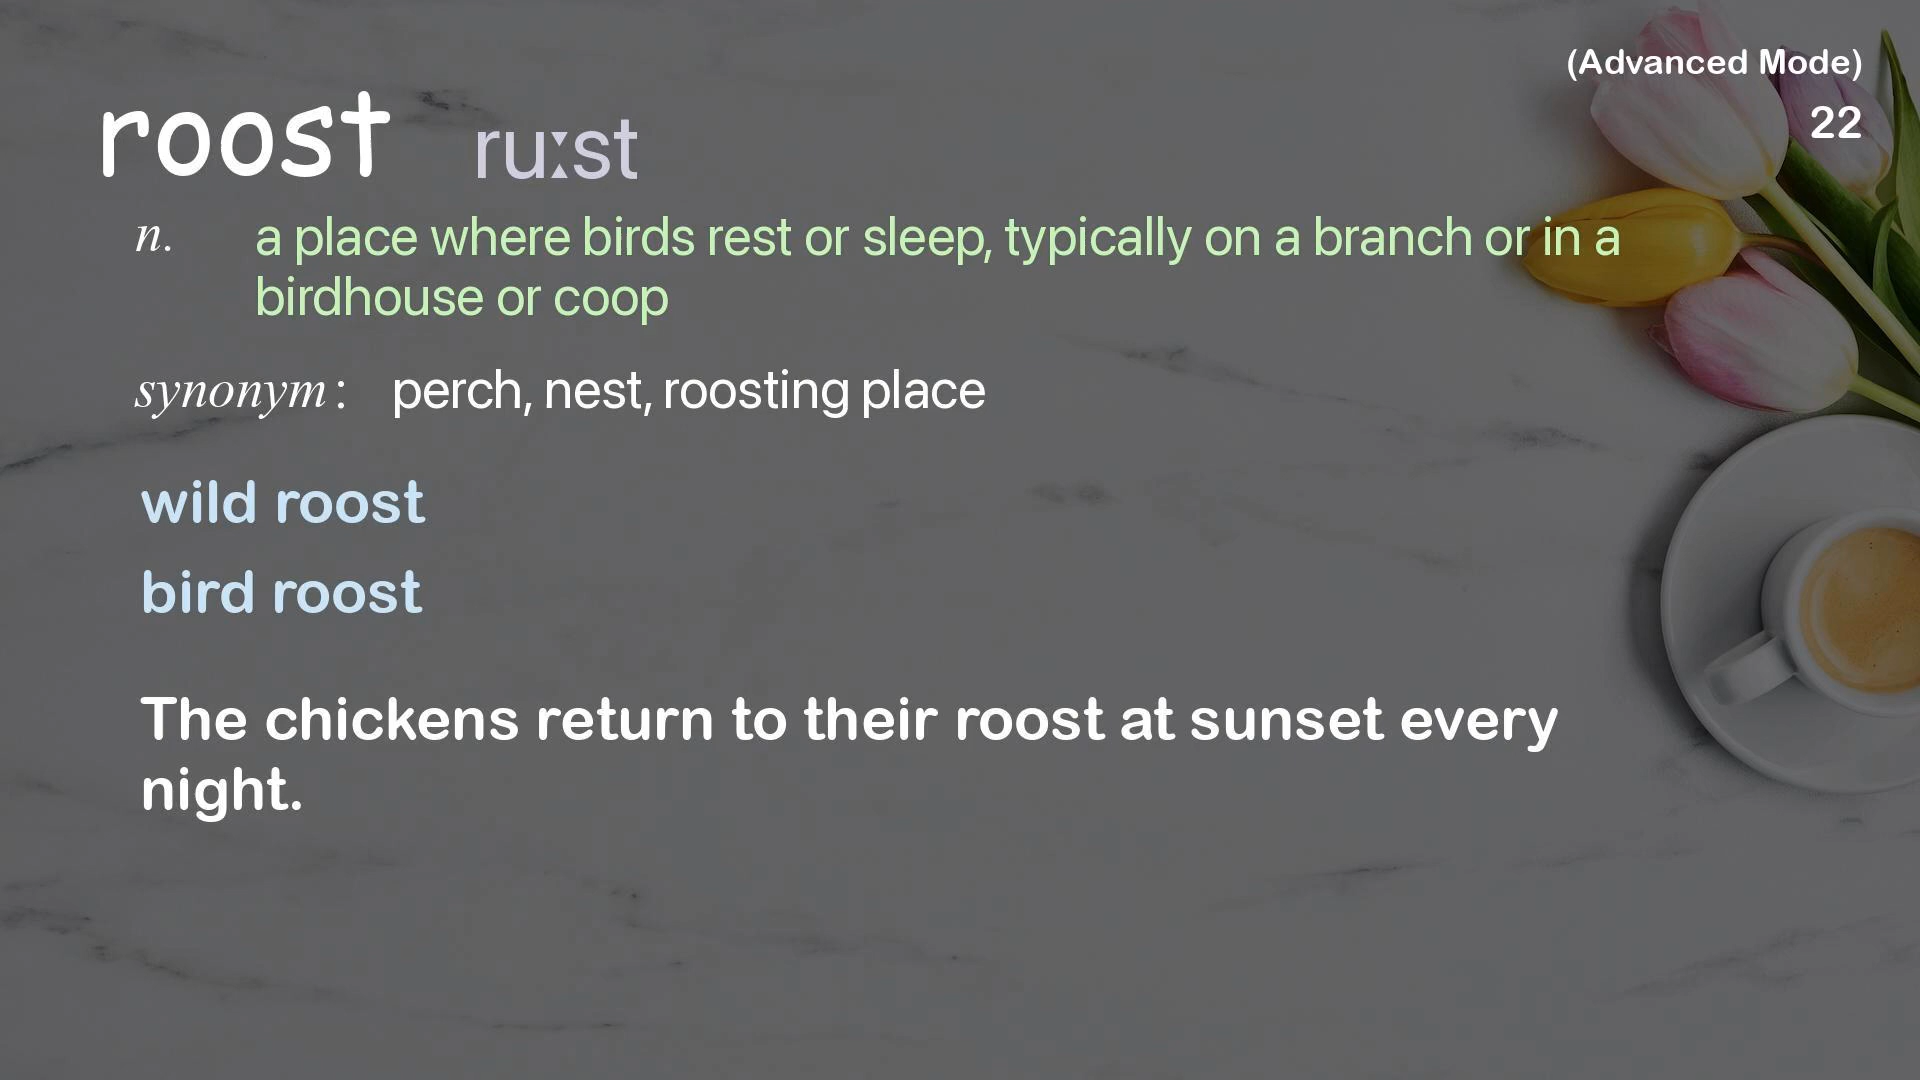 (Advanced Mode)
22
roost ruːst
n. a place where birds rest or sleep, typically on a branch or in a
birdhouse or coop
synonym: perch, nest, roosting place
wild roost
bird roost
The chickens return to their roost at sunset every
night.